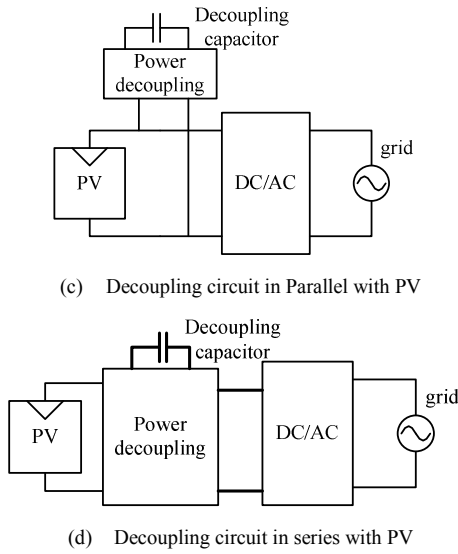 Decoupling
capacitor
Power
decoupling
grid
PV
DC/AC
(c) Decoupling circuit in Parallel with PV
Decoupling
capacitor
grid
PV
Power
decoupling
DC/AC
(d) Decoupling circuit in series with PV